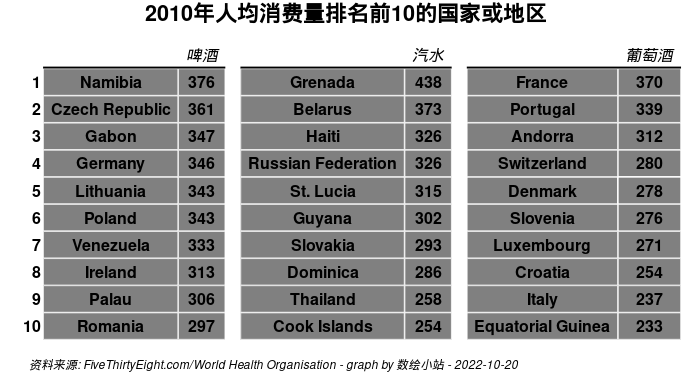 2010年人均消费量排名前10的国家或地区
啤酒 汽水 葡萄酒
1 Namibia 376 Grenada 438 France 370
2 Czech Republic 361 Belarus 373 Portugal 339
3 Gabon 347 Haiti 326 Andorra 312
4 Germany 346 Russian Federation 326 Switzerland 280
5 Lithuania 343 St. Lucia 315 Denmark 278
6 Poland 343 Guyana 302 Slovenia 276
7 Venezuela 333 Slovakia 293 Luxembourg 271
8 Ireland 313 Dominica 286 Croatia 254
9 Palau 306 Thailand 258 Italy 237
10 Romania 297 Cook Islands 254 Equatorial Guinea 233
资料来源: FiveThirtyEight.com/World Health Organisation - graph by 数绘小站 - 2022-10-20